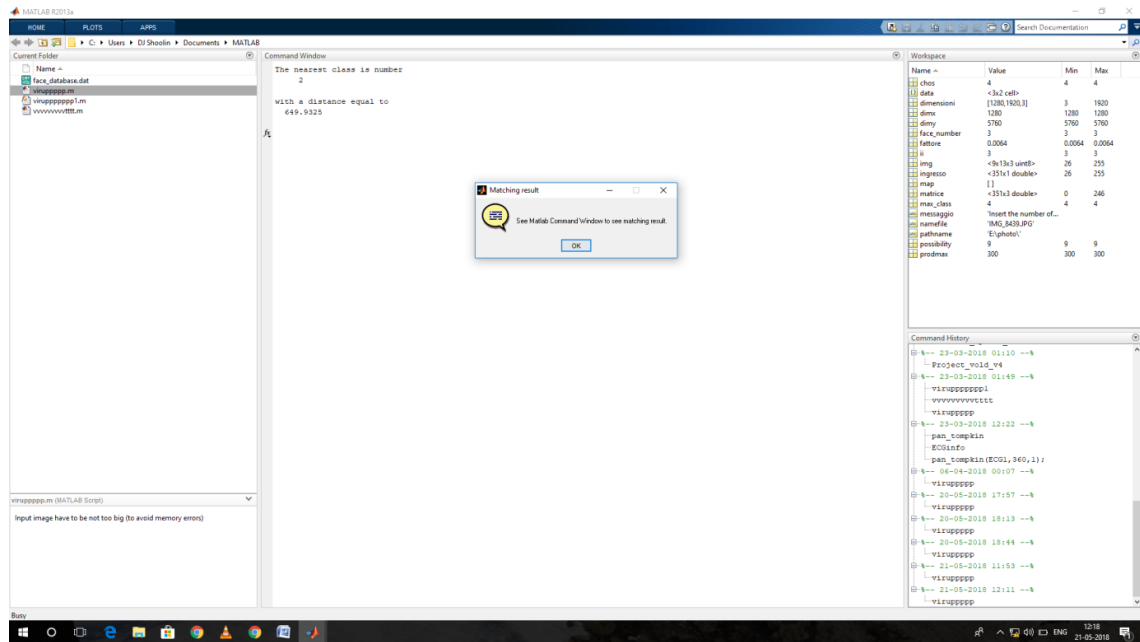 MATLAB R2013a
HOME PLOTS APPS
Search Documentation
C: Users DJ Shoolin Documents MATLAB
Current Folder
Name
face_database.dat
viruppppp.m
viruppppppp1.m
vvvvvvvvtttt.m
viruppppp.m (MATLAB Script)
Input image have to be not too big (to avoid memory errors)
Command Window
The nearest class is number
2
with a distance equal to
649.9325
fx
Matching result
See Matlab Command Window to see matching result.
OK
Workspace
Name Value Min Max
chos 4 4 4
data <3x2 cell>
dimensioni [1280,1920,3] 3 1920
dimx 1280 1280 1280
dimy 5760 5760 5760
face_number 3 3 3
fattore 0.0064 0.0064 0.0064
ii 3 3 3
img <9x13x3 uint8> 26 255
ingresso <351x1 double> 26 255
map []
matrice <351x3 double> 0 246
max_class 4 4 4
messaggio 'Insert the number of...
namefile 'IMG_8439.JPG'
pathname 'E:\photo\'
possibility 9 9 9
prodmax 300 300 300
Command History
%-- 23-03-2018 01:10 --%
Project_vold_v4
%-- 23-03-2018 01:49 --%
viruppppppp1
vvvvvvvvtttt
viruppppp
%-- 23-03-2018 12:22 --%
pan_tompkin
ECGinfo
pan_tompkin(ECG1,360,1);
%-- 06-04-2018 00:07 --%
viruppppp
%-- 20-05-2018 17:57 --%
viruppppp
%-- 20-05-2018 18:13 --%
viruppppp
%-- 20-05-2018 18:44 --%
viruppppp
%-- 21-05-2018 11:53 --%
viruppppp
%-- 21-05-2018 12:11 --%
viruppppp
Busy
ENG
12:18
21-05-2018